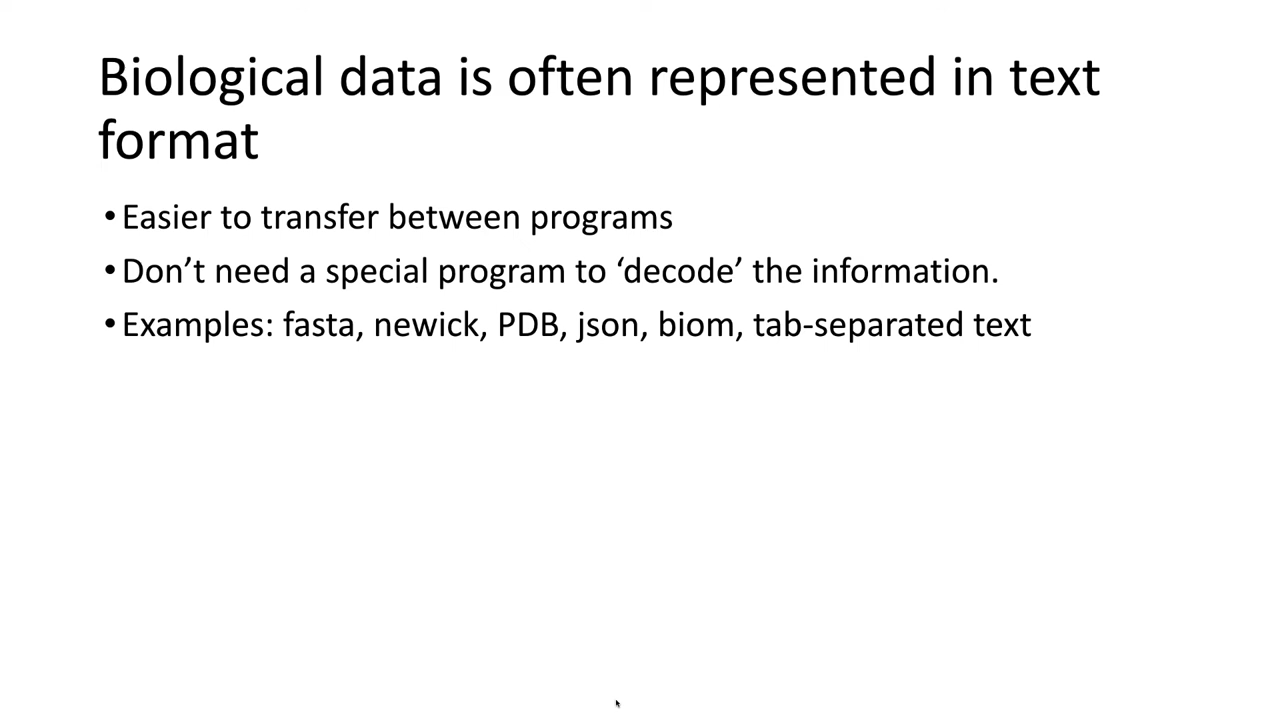 Biological data is often represented in text
format
•Easier to transfer between programs
•Don’t need a special program to ‘decode’ the information.
•Examples: fasta, newick, PDB, json, biom, tab-separated text